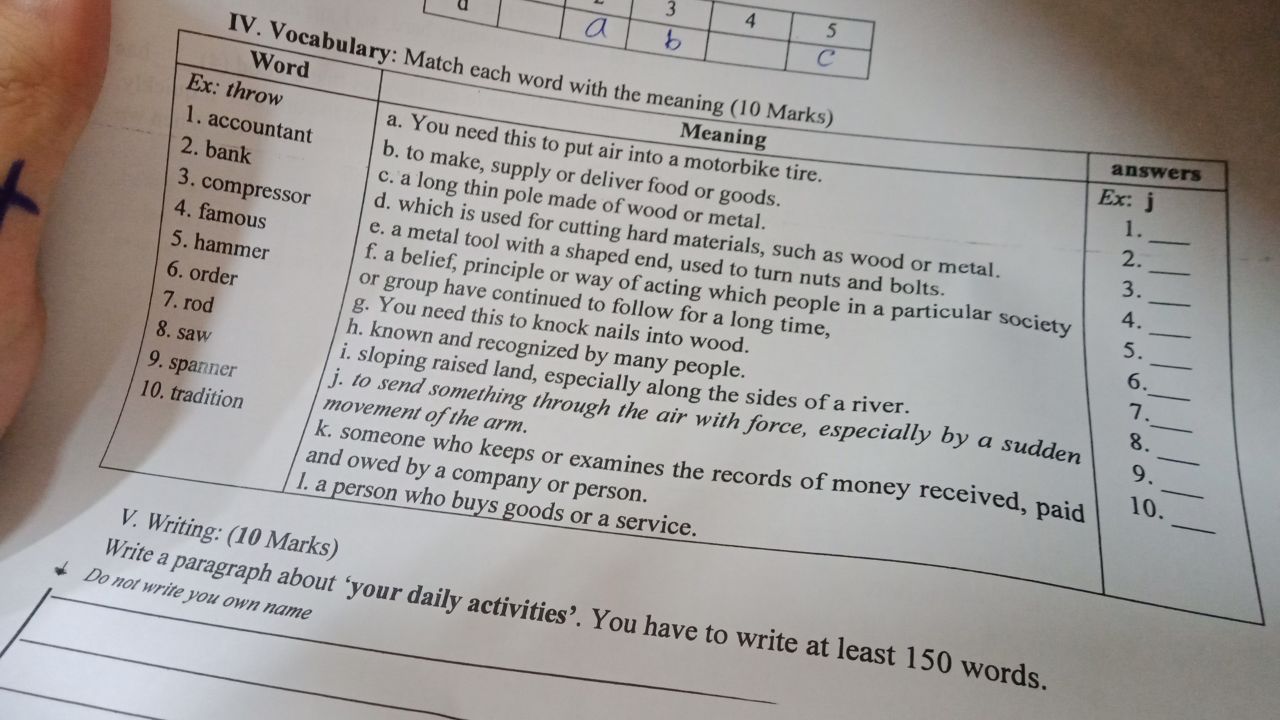 2 3 4 5
d a b c
IV. Vocabulary: Match each word with the meaning (10 Marks)
Word
Ex: throw
1. accountant
2. bank
3. compressor
4. famous
5. hammer
6. order
7. rod
8. saw
9. spanner
10. tradition
Meaning
a. You need this to put air into a motorbike tire.
b. to make, supply or deliver food or goods.
c. a long thin pole made of wood or metal.
d. which is used for cutting hard materials, such as wood or metal.
e. a metal tool with a shaped end, used to turn nuts and bolts.
f. a belief, principle or way of acting which people in a particular society
or group have continued to follow for a long time,
g. You need this to knock nails into wood.
h. known and recognized by many people.
i. sloping raised land, especially along the sides of a river.
j. to send something through the air with force, especially by a sudden
movement of the arm.
k. someone who keeps or examines the records of money received, paid
and owed by a company or person.
l. a person who buys goods or a service.
answers
Ex: j
1. ___
2. ___
3. ___
4. ___
5. ___
6. ___
7. ___
8. ___
9. ___
10. ___
V. Writing: (10 Marks)
Write a paragraph about ‘your daily activities’. You have to write at least 150 words.
Do not write you own name